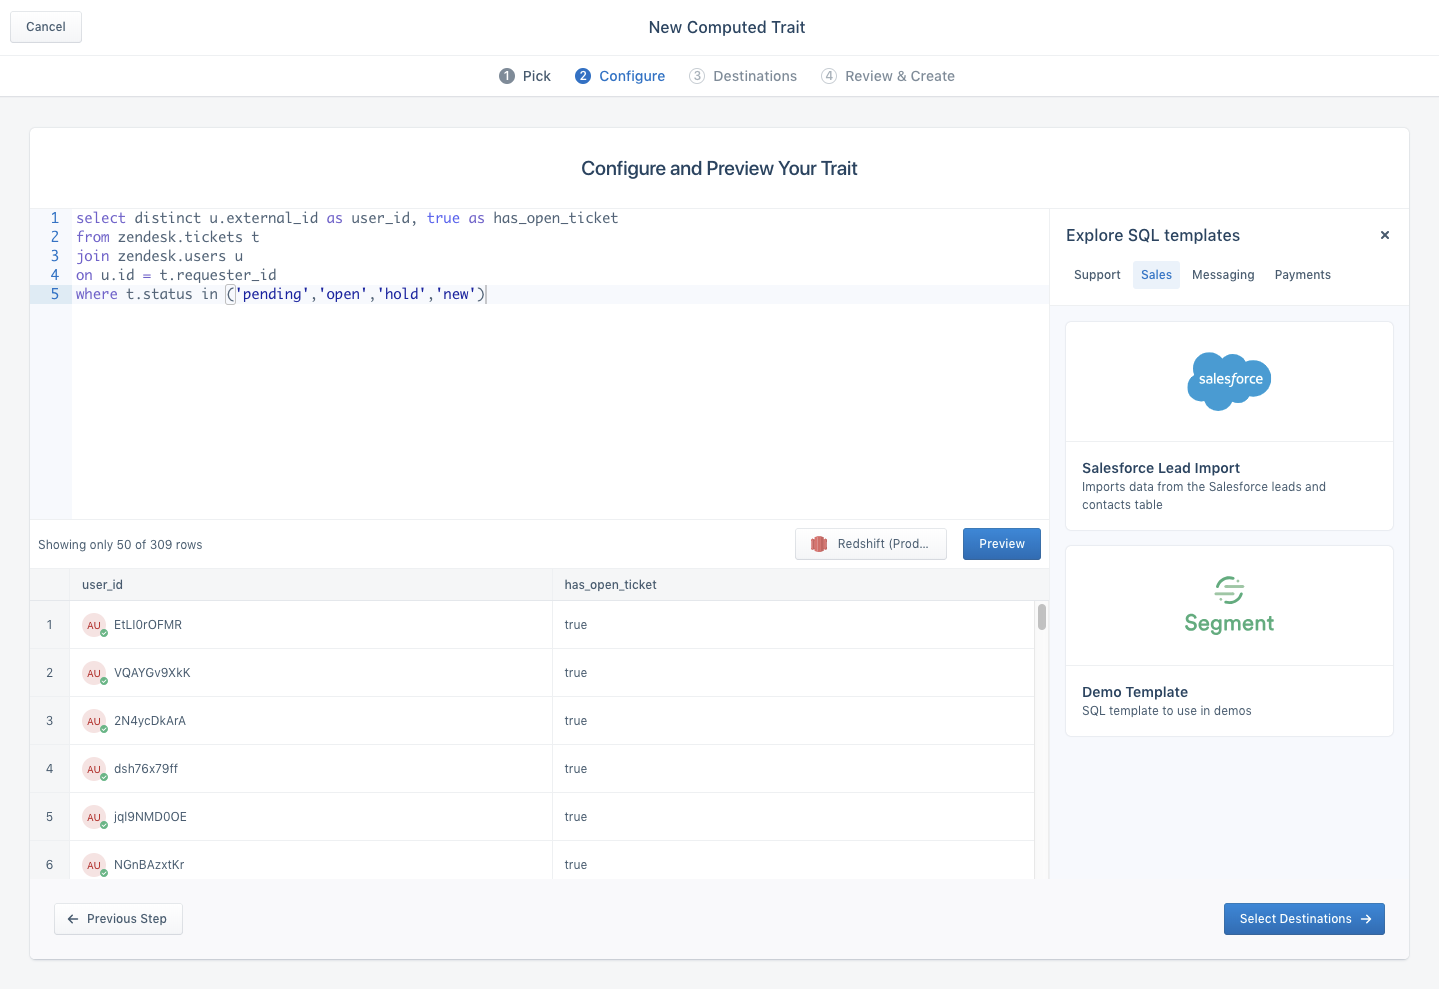 Cancel
New Computed Trait
1 Pick
2 Configure
3 Destinations
4 Review & Create
Configure and Preview Your Trait
1 select distinct u.external_id as user_id, true as has_open_ticket
2 from zendesk.tickets t
3 join zendesk.users u
4 on u.id = t.requester_id
5 where t.status in ('pending','open','hold','new')
Explore SQL templates
×
Support Sales Messaging Payments
salesforce
Salesforce Lead Import
Imports data from the Salesforce leads and
contacts table
Segment
Demo Template
SQL template to use in demos
Showing only 50 of 309 rows
Redshift (Prod...
Preview
user_id has_open_ticket
1 AU EtLI0rOFMR true
2 AU VQAYGv9XkK true
3 AU 2N4ycDkArA true
4 AU dsh76x79ff true
5 AU jqI9NMD0OE true
6 AU NGnBAzxtKr true
← Previous Step
Select Destinations →